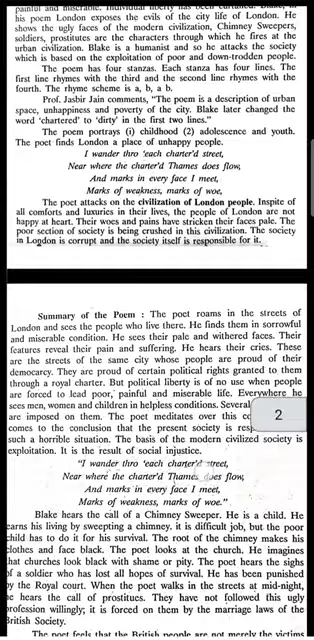 painful and miserable. Individual liberty has been curtailed. Blake, in
his poem London exposes the evils of the city life of London. He
shows the ugly faces of the modern civilization, Chimney Sweepers,
soldiers, prostitutes are the characters through which he fires at the
urban civilization. Blake is a humanist and so he attacks the society
which is based on the exploitation of poor and down-trodden people.
The poem has four stanzas. Each stanza has four lines. The
first line rhymes with the third and the second line rhymes with the
fourth. The rhyme scheme is a, b, a b.
Prof. Jasbir Jain comments, "The poem is a description of urban
space, unhappiness and poverty of the city. Blake later changed the
word 'chartered' to 'dirty' in the first two lines."
The poem portrays (i) childhood (2) adolescence and youth.
The poet finds London a place of unhappy people.
I wander thro 'each charter'd street,
Near where the charter'd Thames does flow,
And marks in every face I meet,
Marks of weakness, marks of woe,
The poet attacks on the civilization of London people. Inspite of
all comforts and luxuries in their lives, the people of London are not
happy at heart. Their woes and pains have stricken their faces pale. The
poor section of society is being crushed in this civilization. The society
in London is corrupt and the society itself is responsible for it.
Summary of the Poem : The poet roams in the streets of
London and sees the people who live there. He finds them in sorrowful
and miserable condition. He sees their pale and withered faces. Their
features reveal their pain and suffering. He hears their cries. These
are the streets of the same city whose people are proud of their
democarcy. They are proud of certain political rights granted to them
through a royal charter. But political liberty is of no use when people
are forced to lead poor, painful and miserable life. Everywhere he
sees men, women and children in helpless conditions. Several
are imposed on them. The poet meditates over this
2
comes to the conclusion that the present society is
such a horrible situation. The basis of the modern civilized society is
exploitation. It is the result of social injustice.
"I wander thro 'each charter'd street,
Near where the charter'd Thames does flow,
And marks in every face I meet,
Marks of weakness, marks of woe."
Blake hears the call of a Chimney Sweeper. He is a child. He
earns his living by sweepting a chimney. it is difficult job, but the poor
child has to do it for his survival. The root of the chimney makes his
clothes and face black. The poet looks at the church. He imagines
that churches look black with shame or pity. The poet hears the sighs
of a soldier who has lost all hopes of survival. He has been punished
by the Royal court. When the poet walks in the streets at mid-night,
he hears the call of prostitues. They have not followed this ugly
profession willingly; it is forced on them by the marriage laws of the
British Society.
The poet feels that the British people are not merely the victims